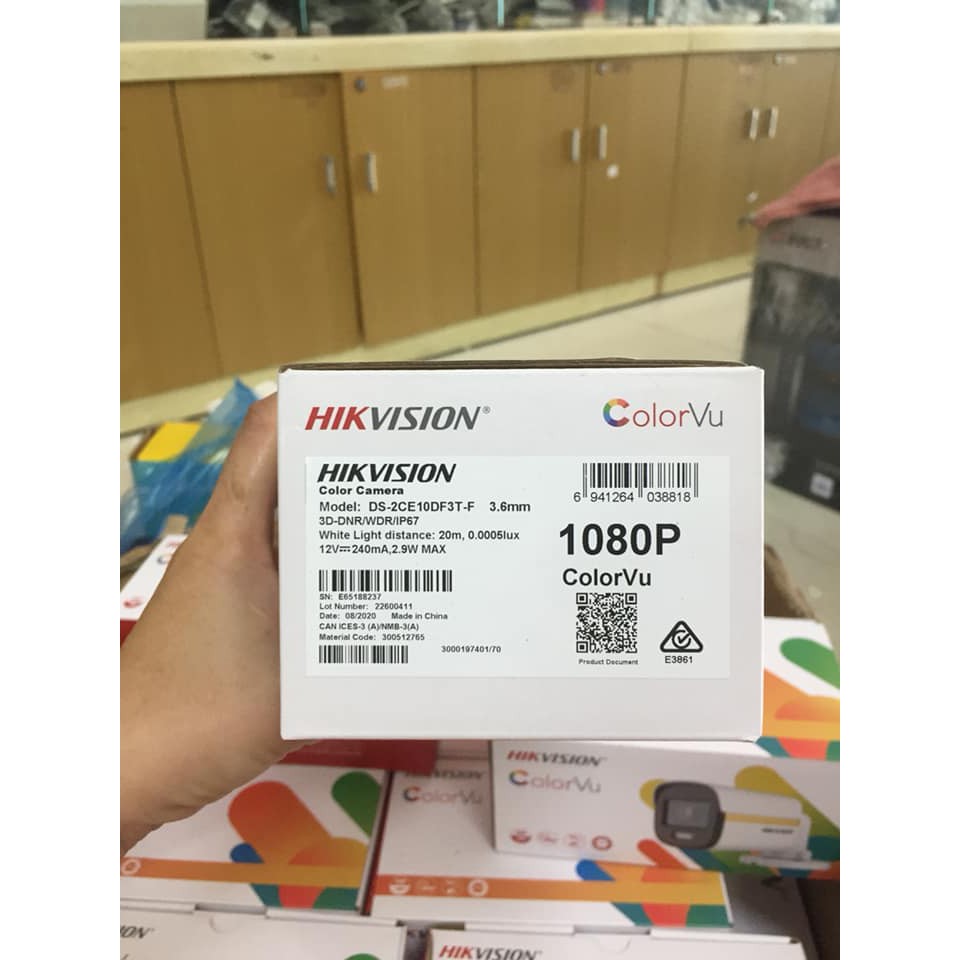 HIKVISION®
ColorVu
HIKVISION
Color Camera
Model: DS-2CE10DF3T-F 3.6mm
3D-DNR/WDR/IP67
White Light distance: 20m, 0.0005lux
12V⎓240mA,2.9W MAX
6 941264 038818
1080P
ColorVu
SN: E65188237
Lot Number: 22600411
Date: 08/2020 Made in China
CAN ICES-3 (A)/NMB-3(A)
Material Code: 300512765
3000197401/70
Product Document
E3861
HIKVISION
ColorVu
HIKVISION
ColorVu
HIKVISION
HIKVISION